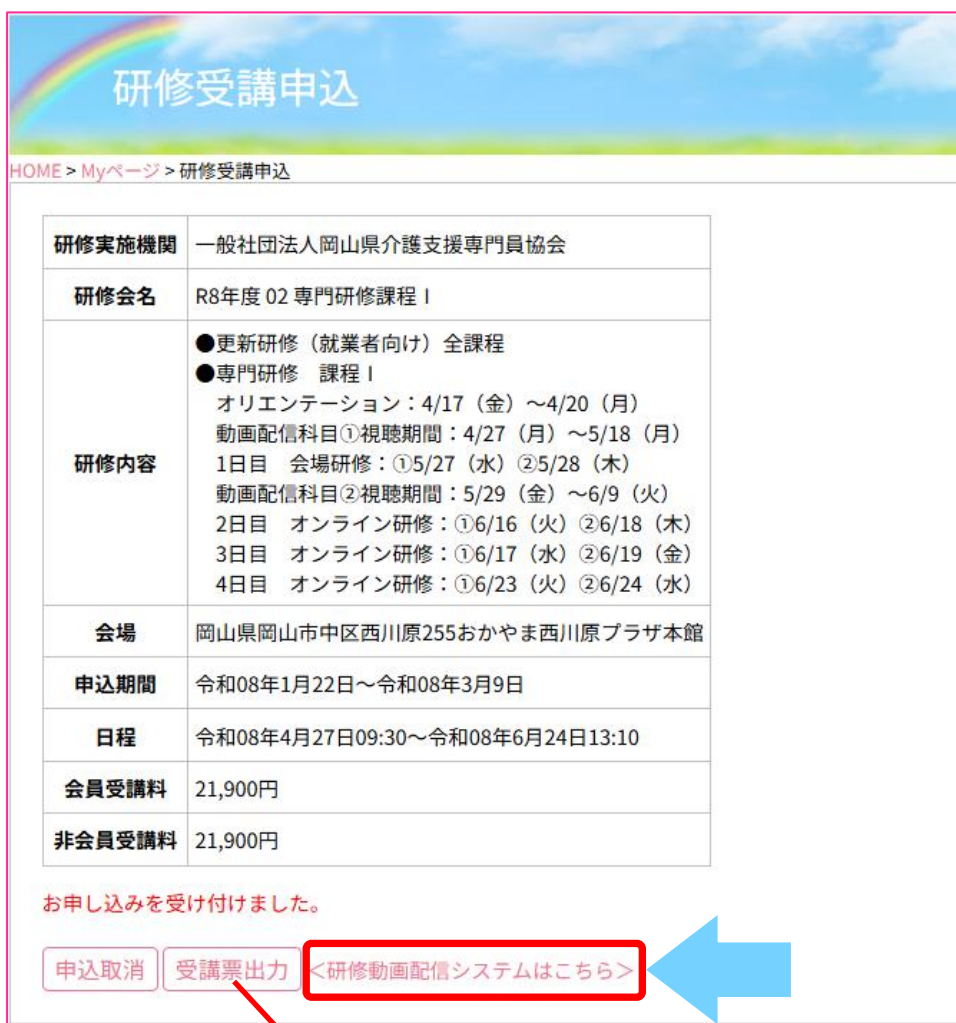 研修受講申込
HOME > Myページ > 研修受講申込
研修実施機関 一般社団法人岡山県介護支援専門員協会
研修会名 R8年度 02 専門研修課程Ⅰ
研修内容
●更新研修（就業者向け）全課程
●専門研修　課程Ⅰ
オリエンテーション：4/17（金）～4/20（月）
動画配信科目①視聴期間：4/27（月）～5/18（月）
1日目　会場研修：①5/27（水）②5/28（木）
動画配信科目②視聴期間：5/29（金）～6/9（火）
2日目　オンライン研修：①6/16（火）②6/18（木）
3日目　オンライン研修：①6/17（水）②6/19（金）
4日目　オンライン研修：①6/23（火）②6/24（水）
会場 岡山県岡山市中区西川原255おかやま西川原プラザ本館
申込期間 令和08年1月22日～令和08年3月9日
日程 令和08年4月27日09:30～令和08年6月24日13:10
会員受講料 21,900円
非会員受講料 21,900円
お申し込みを受け付けました。
申込取消 受講票出力 <研修動画配信システムはこちら>